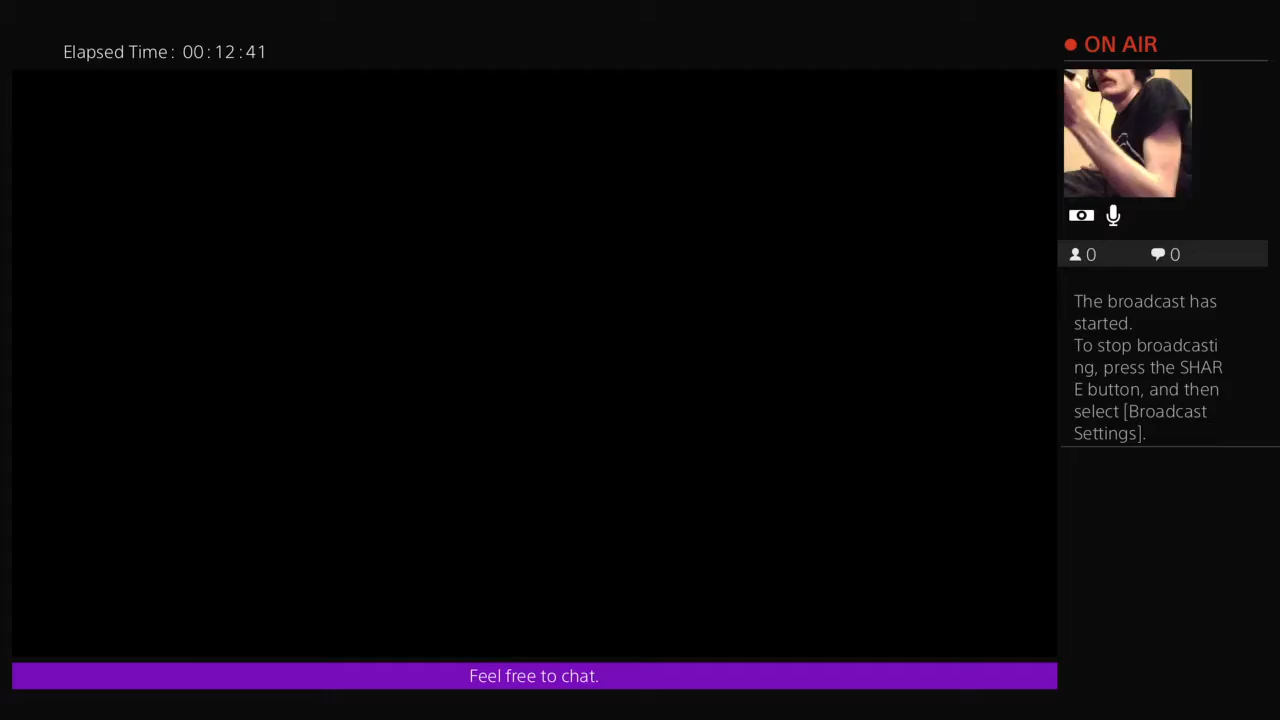 Elapsed Time: 00:12:41
ON AIR
0
0
The broadcast has
started.
To stop broadcasti
ng, press the SHAR
E button, and then
select [Broadcast
Settings].
Feel free to chat.